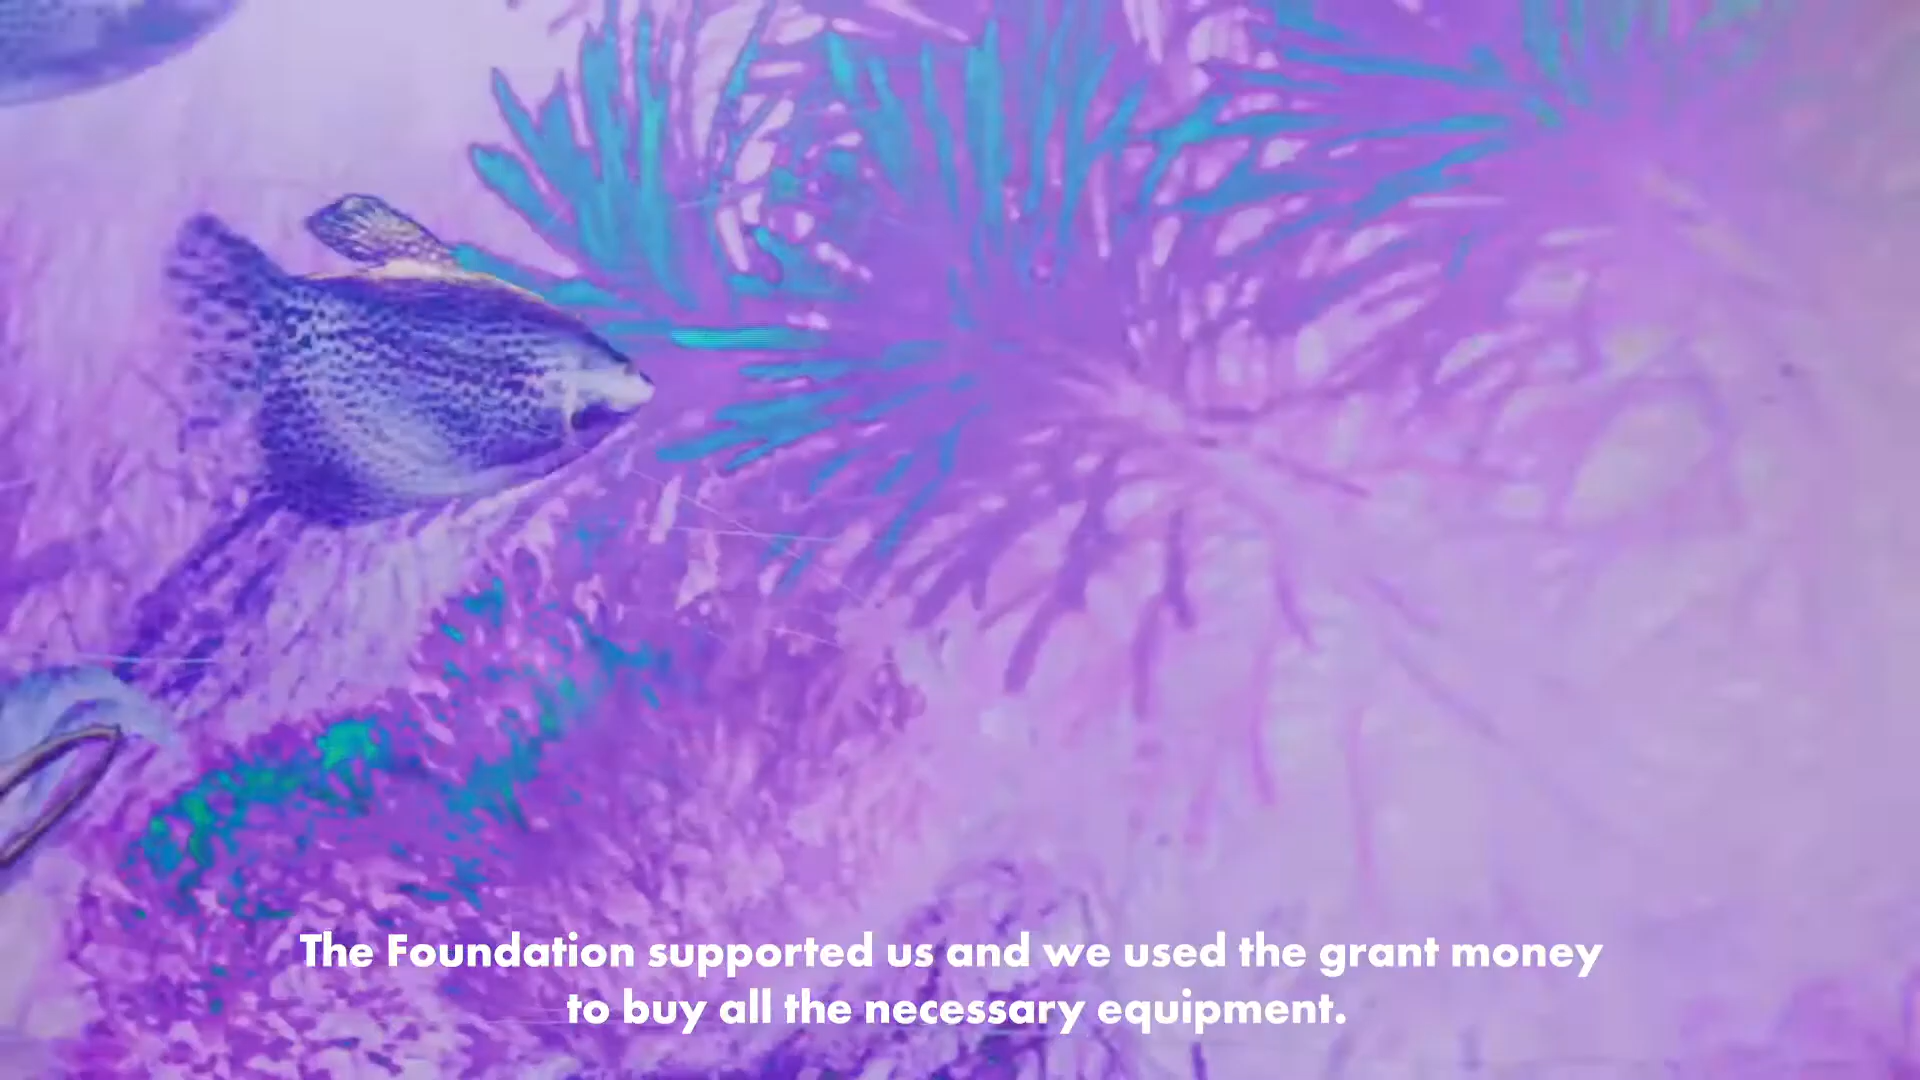 The Foundation supported us and we used the grant money
to buy all the necessary equipment.